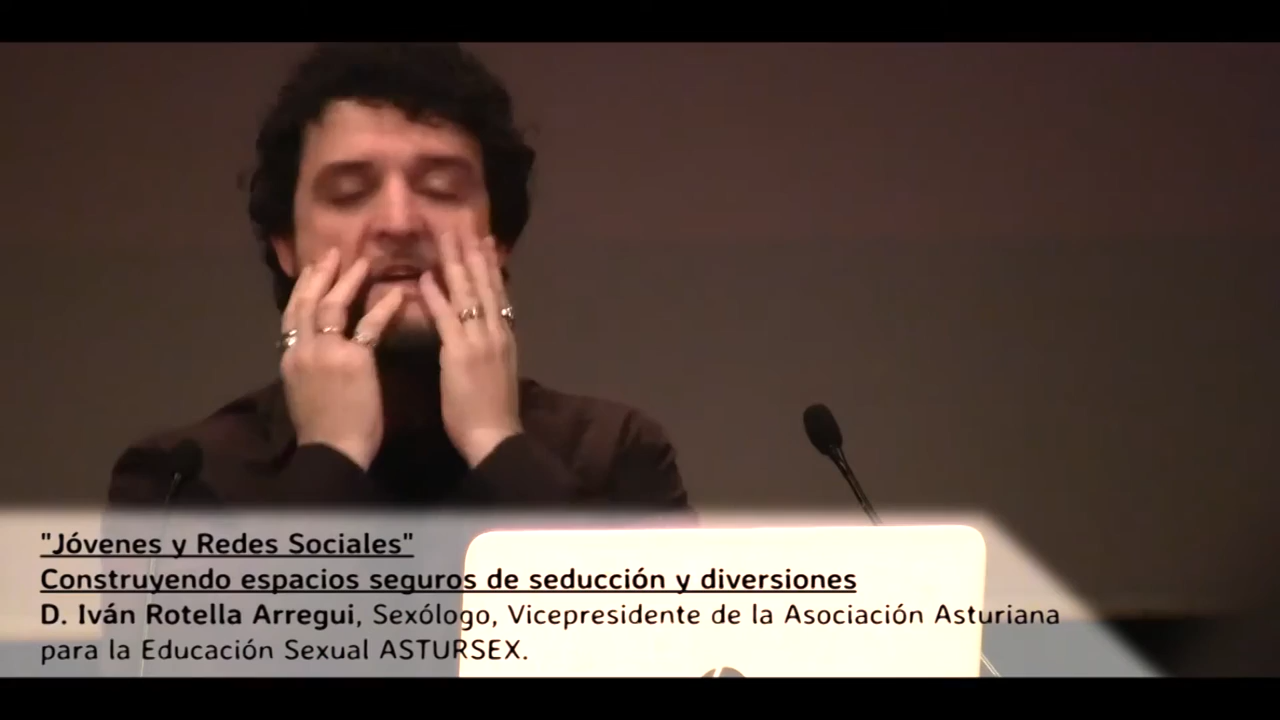 "Jóvenes y Redes Sociales"
Construyendo espacios seguros de seducción y diversiones
D. Iván Rotella Arregui, Sexólogo, Vicepresidente de la Asociación Asturiana
para la Educación Sexual ASTURSEX.